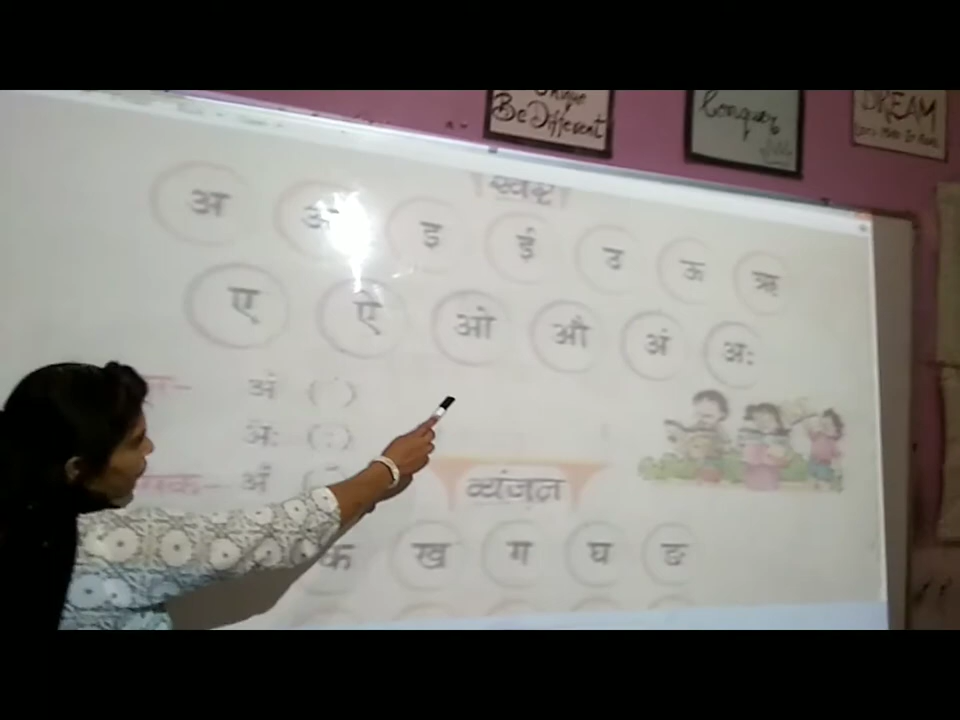 Be Different
Conquer
DREAM
स्वर
अ आ इ ई उ ऊ ऋ
ए ऐ ओ औ अं अः
अं (ं)
अः (ः)
अँ (ँ)
व्यंजन
क ख ग घ ङ